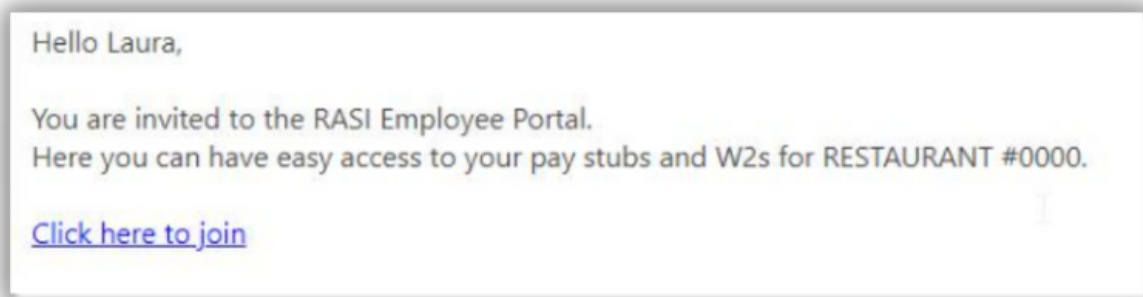 Hello Laura,
You are invited to the RASI Employee Portal.
Here you can have easy access to your pay stubs and W2s for RESTAURANT #0000.
Click here to join